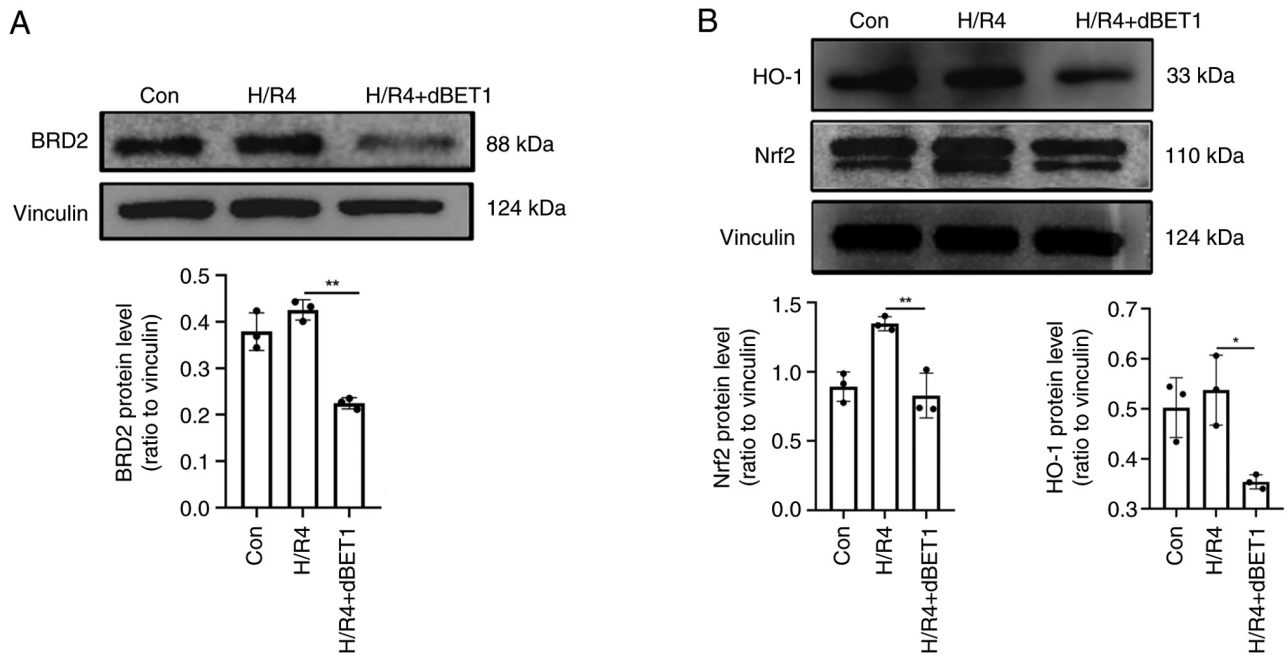 A
Con H/R4 H/R4+dBET1
BRD2 88 kDa
Vinculin 124 kDa
0.5
0.4
0.3
0.2
0.1
0.0
BRD2 protein level
(ratio to vinculin)
**
Con
H/R4
H/R4+dBET1
B
Con H/R4 H/R4+dBET1
HO-1 33 kDa
Nrf2 110 kDa
Vinculin 124 kDa
1.5
1.0
0.5
0.0
Nrf2 protein level
(ratio to vinculin)
**
Con
H/R4
H/R4+dBET1
0.7
0.6
0.5
0.4
0.3
HO-1 protein level
(ratio to vinculin)
*
Con
H/R4
H/R4+dBET1